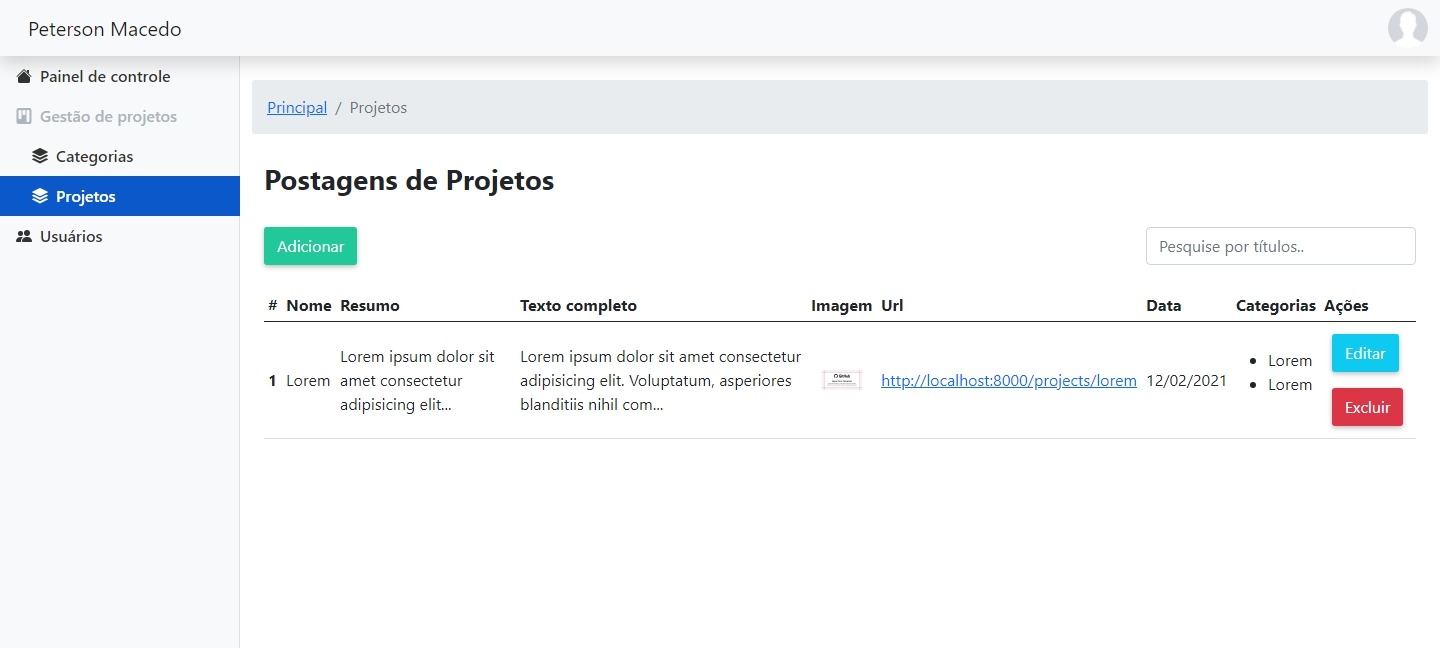 Peterson Macedo
Painel de controle
Gestão de projetos
Categorias
Projetos
Usuários
Principal / Projetos
Postagens de Projetos
Adicionar
Pesquise por títulos..
# Nome Resumo Texto completo Imagem Url Data Categorias Ações
1 Lorem
Lorem ipsum dolor sit
amet consectetur
adipisicing elit...
Lorem ipsum dolor sit amet consectetur
adipisicing elit. Voluptatum, asperiores
blanditiis nihil com...
GitHub
http://localhost:8000/projects/lorem
12/02/2021
• Lorem
• Lorem
Editar
Excluir